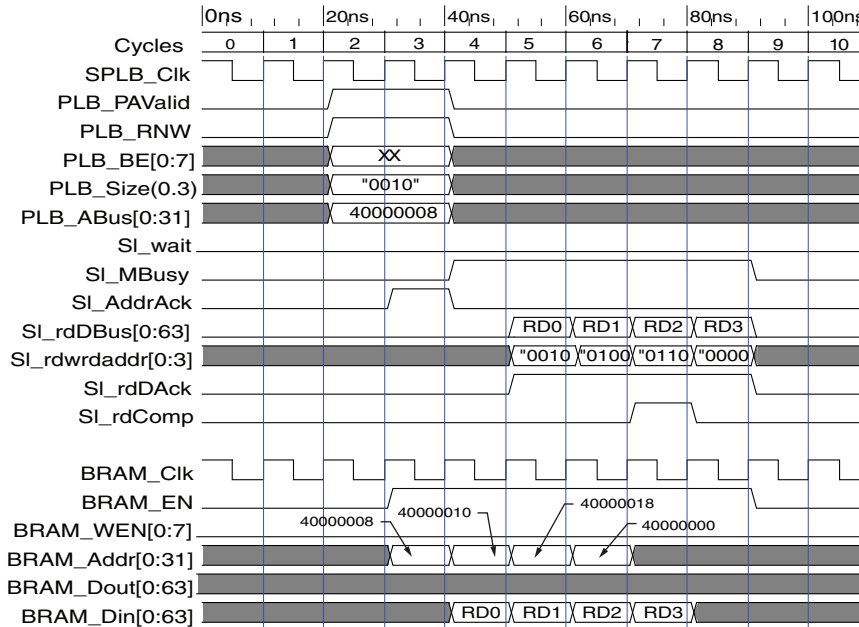 0ns 20ns 40ns 60ns 80ns 100ns
Cycles 0 1 2 3 4 5 6 7 8 9 10
SPLB_Clk
PLB_PAValid
PLB_RNW
PLB_BE[0:7] XX
PLB_Size(0.3) "0010"
PLB_ABus[0:31] 40000008
Sl_wait
Sl_MBusy
Sl_AddrAck
Sl_rdDBus[0:63] RD0 RD1 RD2 RD3
Sl_rdwrdaddr[0:3] "0010 "0100 "0110 "0000
Sl_rdDAck
Sl_rdComp
BRAM_Clk
BRAM_EN
40000008 40000010 40000018 40000000
BRAM_WEN[0:7]
BRAM_Addr[0:31]
BRAM_Dout[0:63]
BRAM_Din[0:63] RD0 RD1 RD2 RD3